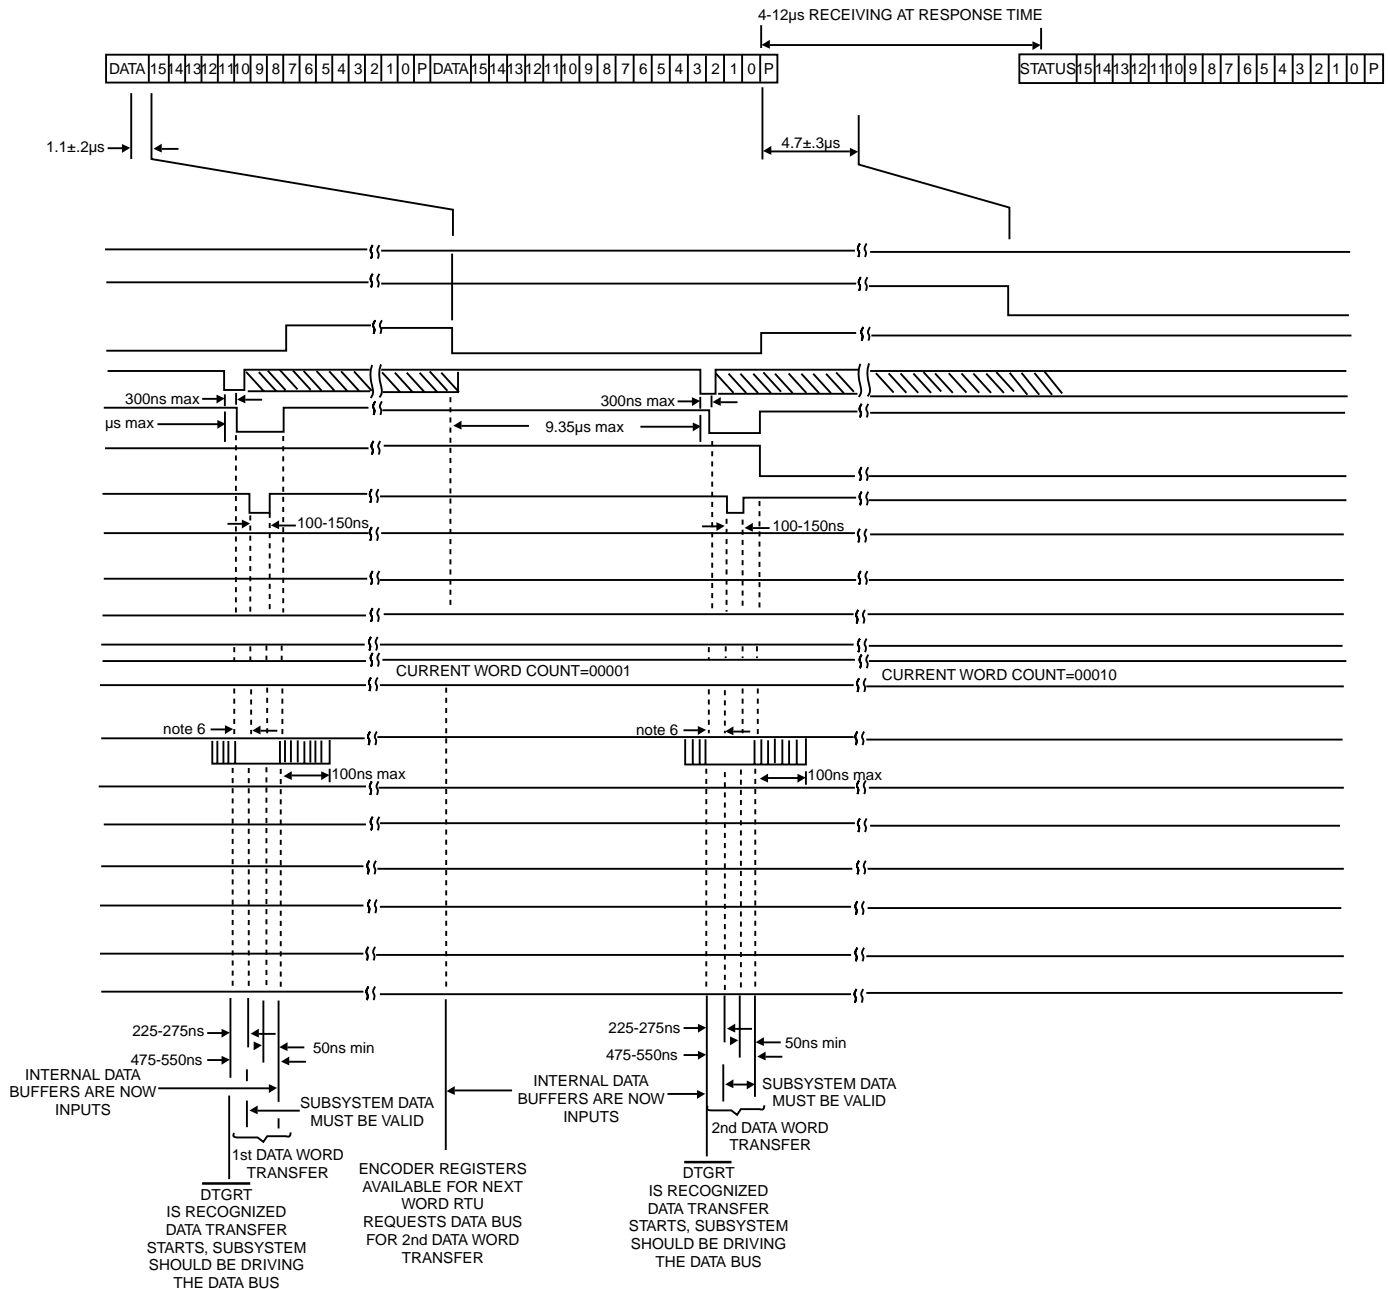 4-12µs RECEIVING AT RESPONSE TIME
DATA 15 14 13 12 11 10 9 8 7 6 5 4 3 2 1 0 P DATA 15 14 13 12 11 10 9 8 7 6 5 4 3 2 1 0 P
STATUS 15 14 13 12 11 10 9 8 7 6 5 4 3 2 1 0 P
1.1±.2µs
4.7±.3µs
300ns max
300ns max
µs max
9.35µs max
100-150ns
100-150ns
CURRENT WORD COUNT=00001
CURRENT WORD COUNT=00010
note 6
note 6
100ns max
100ns max
225-275ns
50ns min
475-550ns
225-275ns
50ns min
475-550ns
INTERNAL DATA
BUFFERS ARE NOW
INPUTS
SUBSYSTEM DATA
MUST BE VALID
INTERNAL DATA
BUFFERS ARE NOW
INPUTS
SUBSYSTEM DATA
MUST BE VALID
1st DATA WORD
TRANSFER
2nd DATA WORD
TRANSFER
DTGRT
IS RECOGNIZED
DATA TRANSFER
STARTS, SUBSYSTEM
SHOULD BE DRIVING
THE DATA BUS
ENCODER REGISTERS
AVAILABLE FOR NEXT
WORD RTU
REQUESTS DATA BUS
FOR 2nd DATA WORD
TRANSFER
DTGRT
IS RECOGNIZED
DATA TRANSFER
STARTS, SUBSYSTEM
SHOULD BE DRIVING
THE DATA BUS